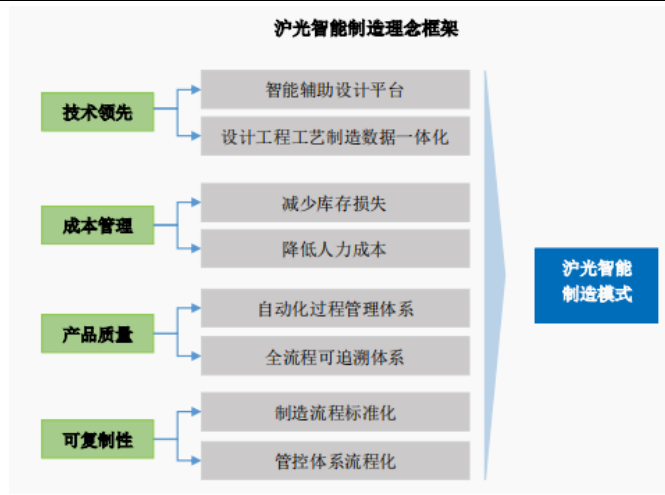 沪光智能制造理念框架
技术领先
智能辅助设计平台
设计工程工艺制造数据一体化
成本管理
减少库存损失
降低人力成本
产品质量
自动化过程管理体系
全流程可追溯体系
可复制性
制造流程标准化
管控体系流程化
沪光智能
制造模式